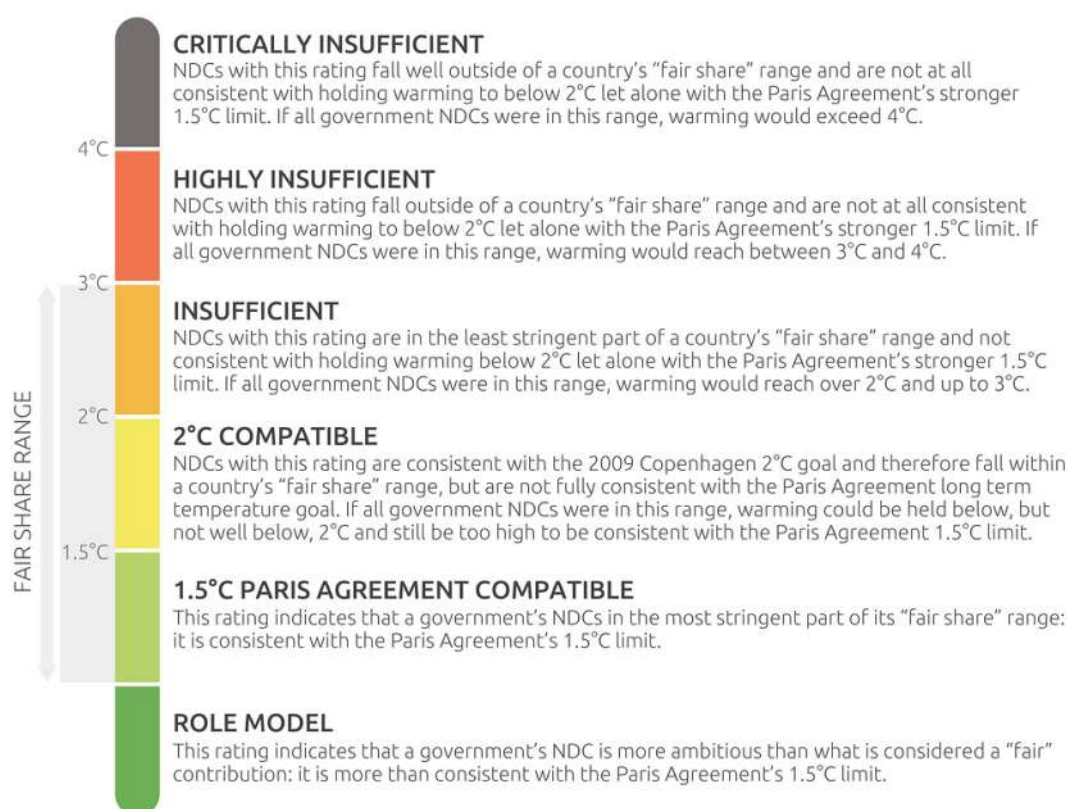 CRITICALLY INSUFFICIENT
NDCs with this rating fall well outside of a country's “fair share” range and are not at all
consistent with holding warming to below 2°C let alone with the Paris Agreement's stronger
1.5°C limit. If all government NDCs were in this range, warming would exceed 4°C.
4°C
HIGHLY INSUFFICIENT
NDCs with this rating fall outside of a country's “fair share” range and are not at all consistent
with holding warming to below 2°C let alone with the Paris Agreement's stronger 1.5°C limit. If
all government NDCs were in this range, warming would reach between 3°C and 4°C.
3°C
INSUFFICIENT
NDCs with this rating are in the least stringent part of a country's “fair share” range and not
consistent with holding warming below 2°C let alone with the Paris Agreement's stronger 1.5°C
limit. If all government NDCs were in this range, warming would reach over 2°C and up to 3°C.
FAIR SHARE RANGE
2°C
2°C COMPATIBLE
NDCs with this rating are consistent with the 2009 Copenhagen 2°C goal and therefore fall within
a country's “fair share” range, but are not fully consistent with the Paris Agreement long term
temperature goal. If all government NDCs were in this range, warming could be held below, but
not well below, 2°C and still be too high to be consistent with the Paris Agreement 1.5°C limit.
1.5°C
1.5°C PARIS AGREEMENT COMPATIBLE
This rating indicates that a government's NDCs in the most stringent part of its “fair share” range:
it is consistent with the Paris Agreement's 1.5°C limit.
ROLE MODEL
This rating indicates that a government's NDC is more ambitious than what is considered a “fair”
contribution: it is more than consistent with the Paris Agreement's 1.5°C limit.